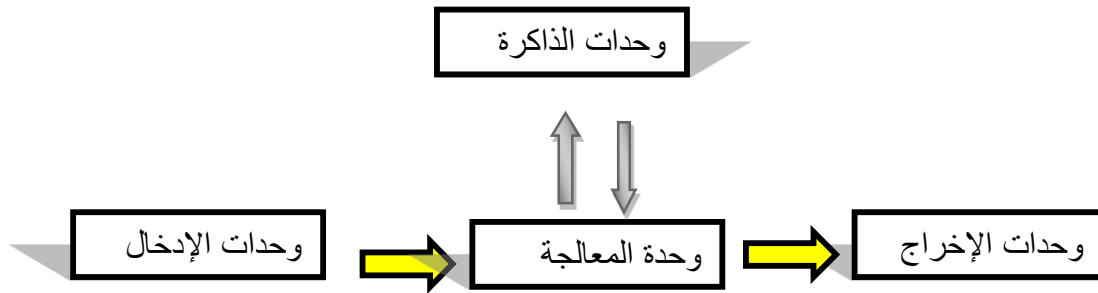 وحدات الذاكرة
وحدات الإدخال
وحدة المعالجة
وحدات الإخراج